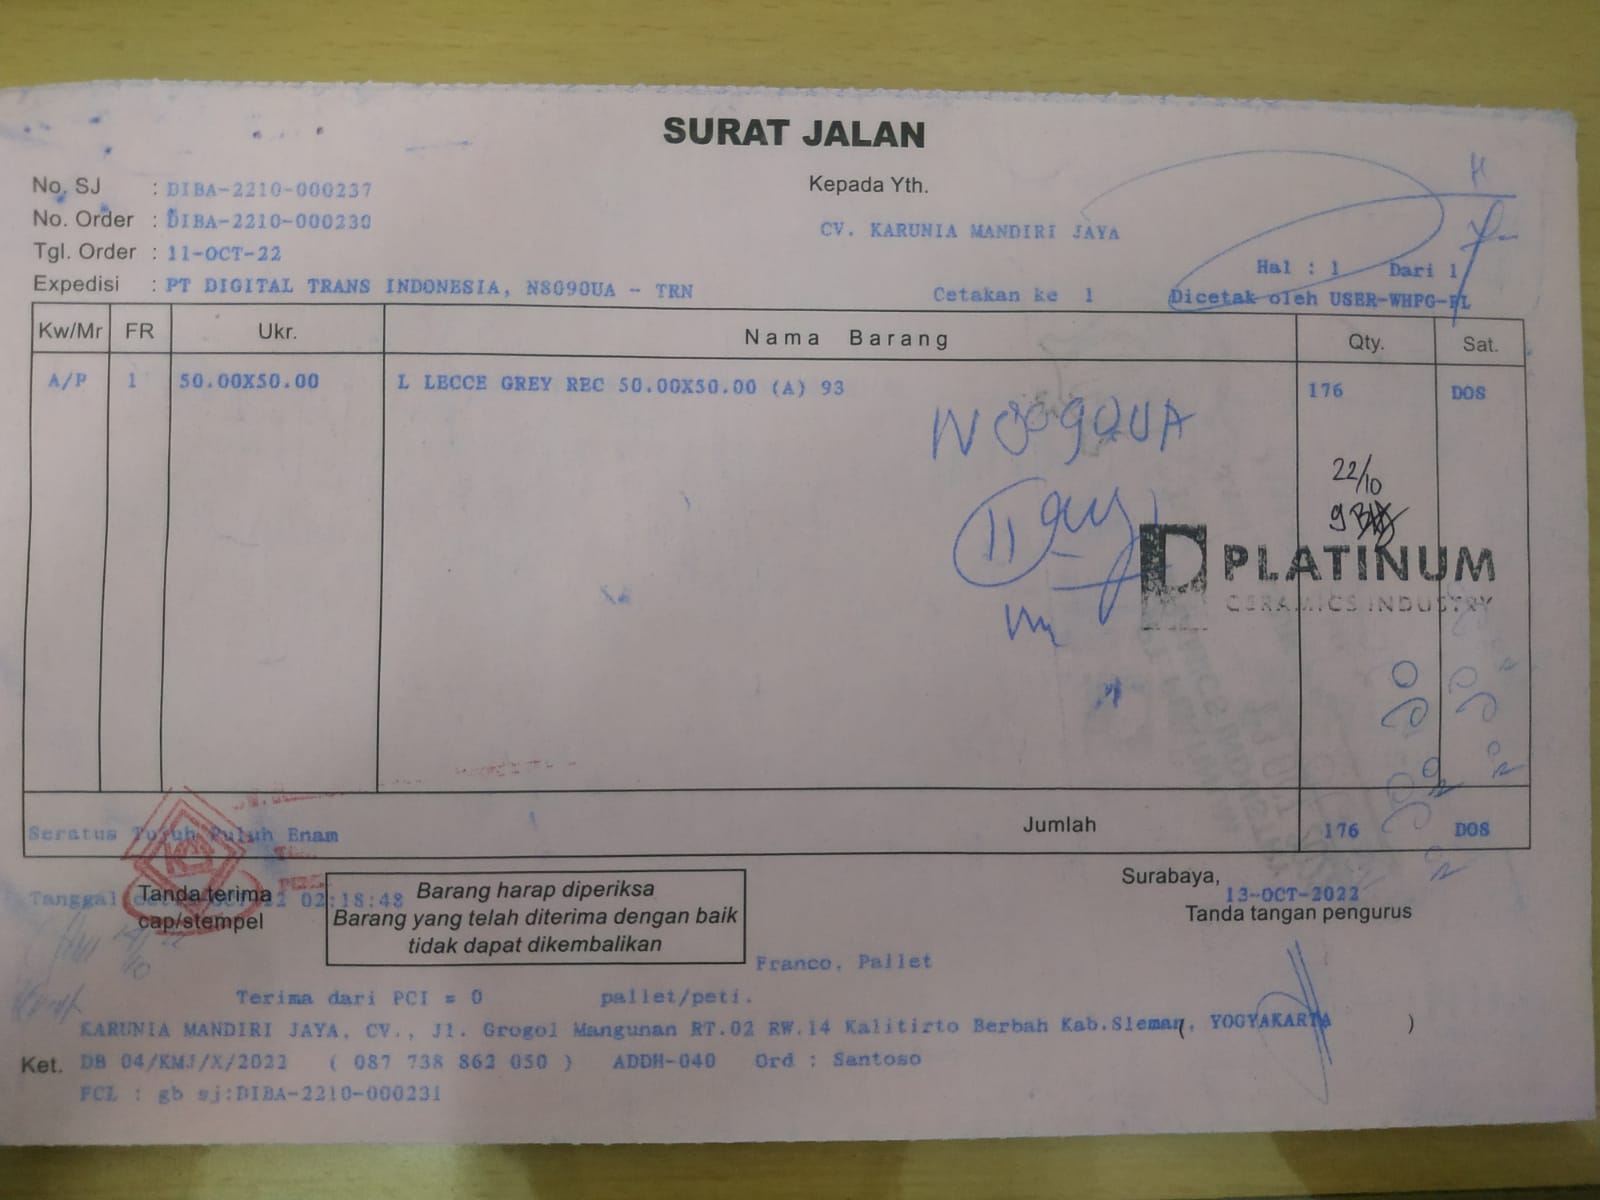 SURAT JALAN
No. SJ : DIBA-2210-000237
Kepada Yth.
No. Order : DIBA-2210-000230
CV. KARUNIA MANDIRI JAYA
Tgl. Order : 11-OCT-22
Hal : 1 Dari 1
Expedisi : PT DIGITAL TRANS INDONESIA, N8090UA - TRN
Cetakan ke 1 Dicetak oleh USER-WHPG-PL
Kw/Mr FR Ukr. Nama Barang Qty. Sat.
A/P 1 50.00X50.00 L LECCE GREY REC 50.00X50.00 (A) 93 176 DOS
N8090UA
22/10
PLATINUM
CERAMICS INDUSTRY
Seratus Tujuh Puluh Enam Jumlah 176 DOS
Surabaya, 13-OCT-2022
Tanggal 02:18:48
Tanda terima
cap/stempel
Barang harap diperiksa
Barang yang telah diterima dengan baik
tidak dapat dikembalikan
Tanda tangan pengurus
Franco, Pallet
Terima dari PCI = 0 pallet/peti.
KARUNIA MANDIRI JAYA, CV., Jl. Grogol Mangunan RT.02 RW.14 Kalitirto Berbah Kab.Sleman, YOGYAKARTA
( )
Ket. DB 04/KMJ/X/2022 ( 087 738 862 050 ) ADDH-040 Ord : Santoso
FCL : gb sj:DIBA-2210-000231